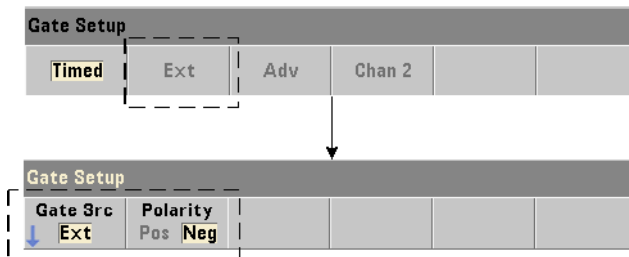 Gate Setup
Timed Ext Adv Chan 2
Gate Setup
Gate Src Polarity
Ext Pos Neg